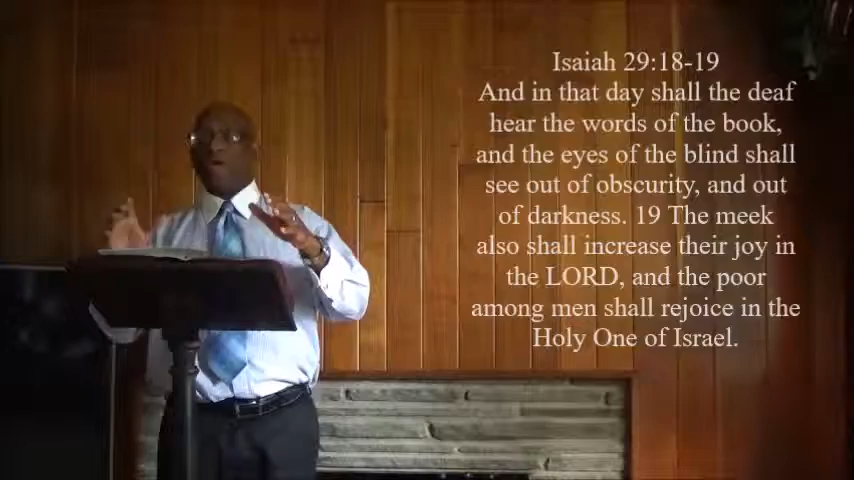 Isaiah 29:18-19
And in that day shall the deaf
hear the words of the book,
and the eyes of the blind shall
see out of obscurity, and out
of darkness. 19 The meek
also shall increase their joy in
the LORD, and the poor
among men shall rejoice in the
Holy One of Israel.